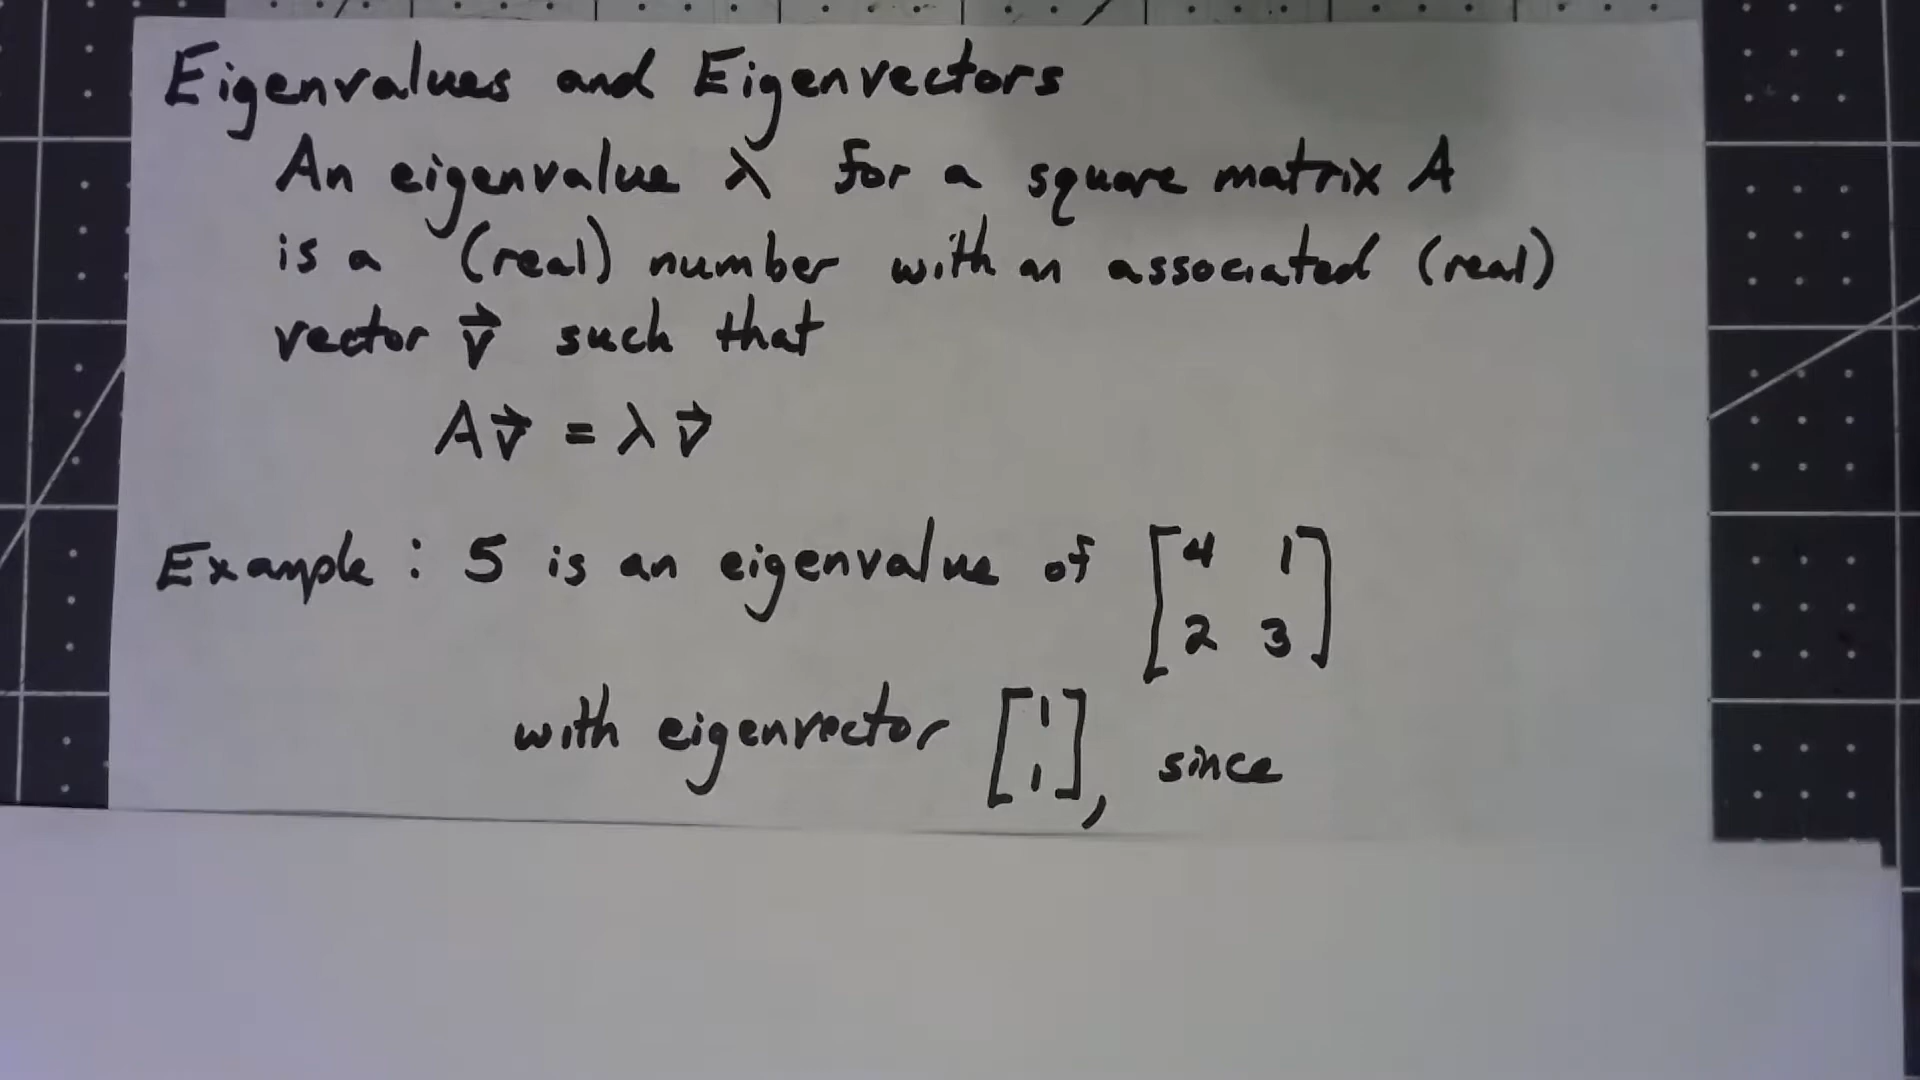 Eigenvalues and Eigenvectors
An eigenvalue λ for a square matrix A
is a (real) number with an associated (real)
vector v⃗ such that
Av⃗ = λv⃗
Example : 5 is an eigenvalue of [4 1
2 3]
with eigenvector [1
1], since